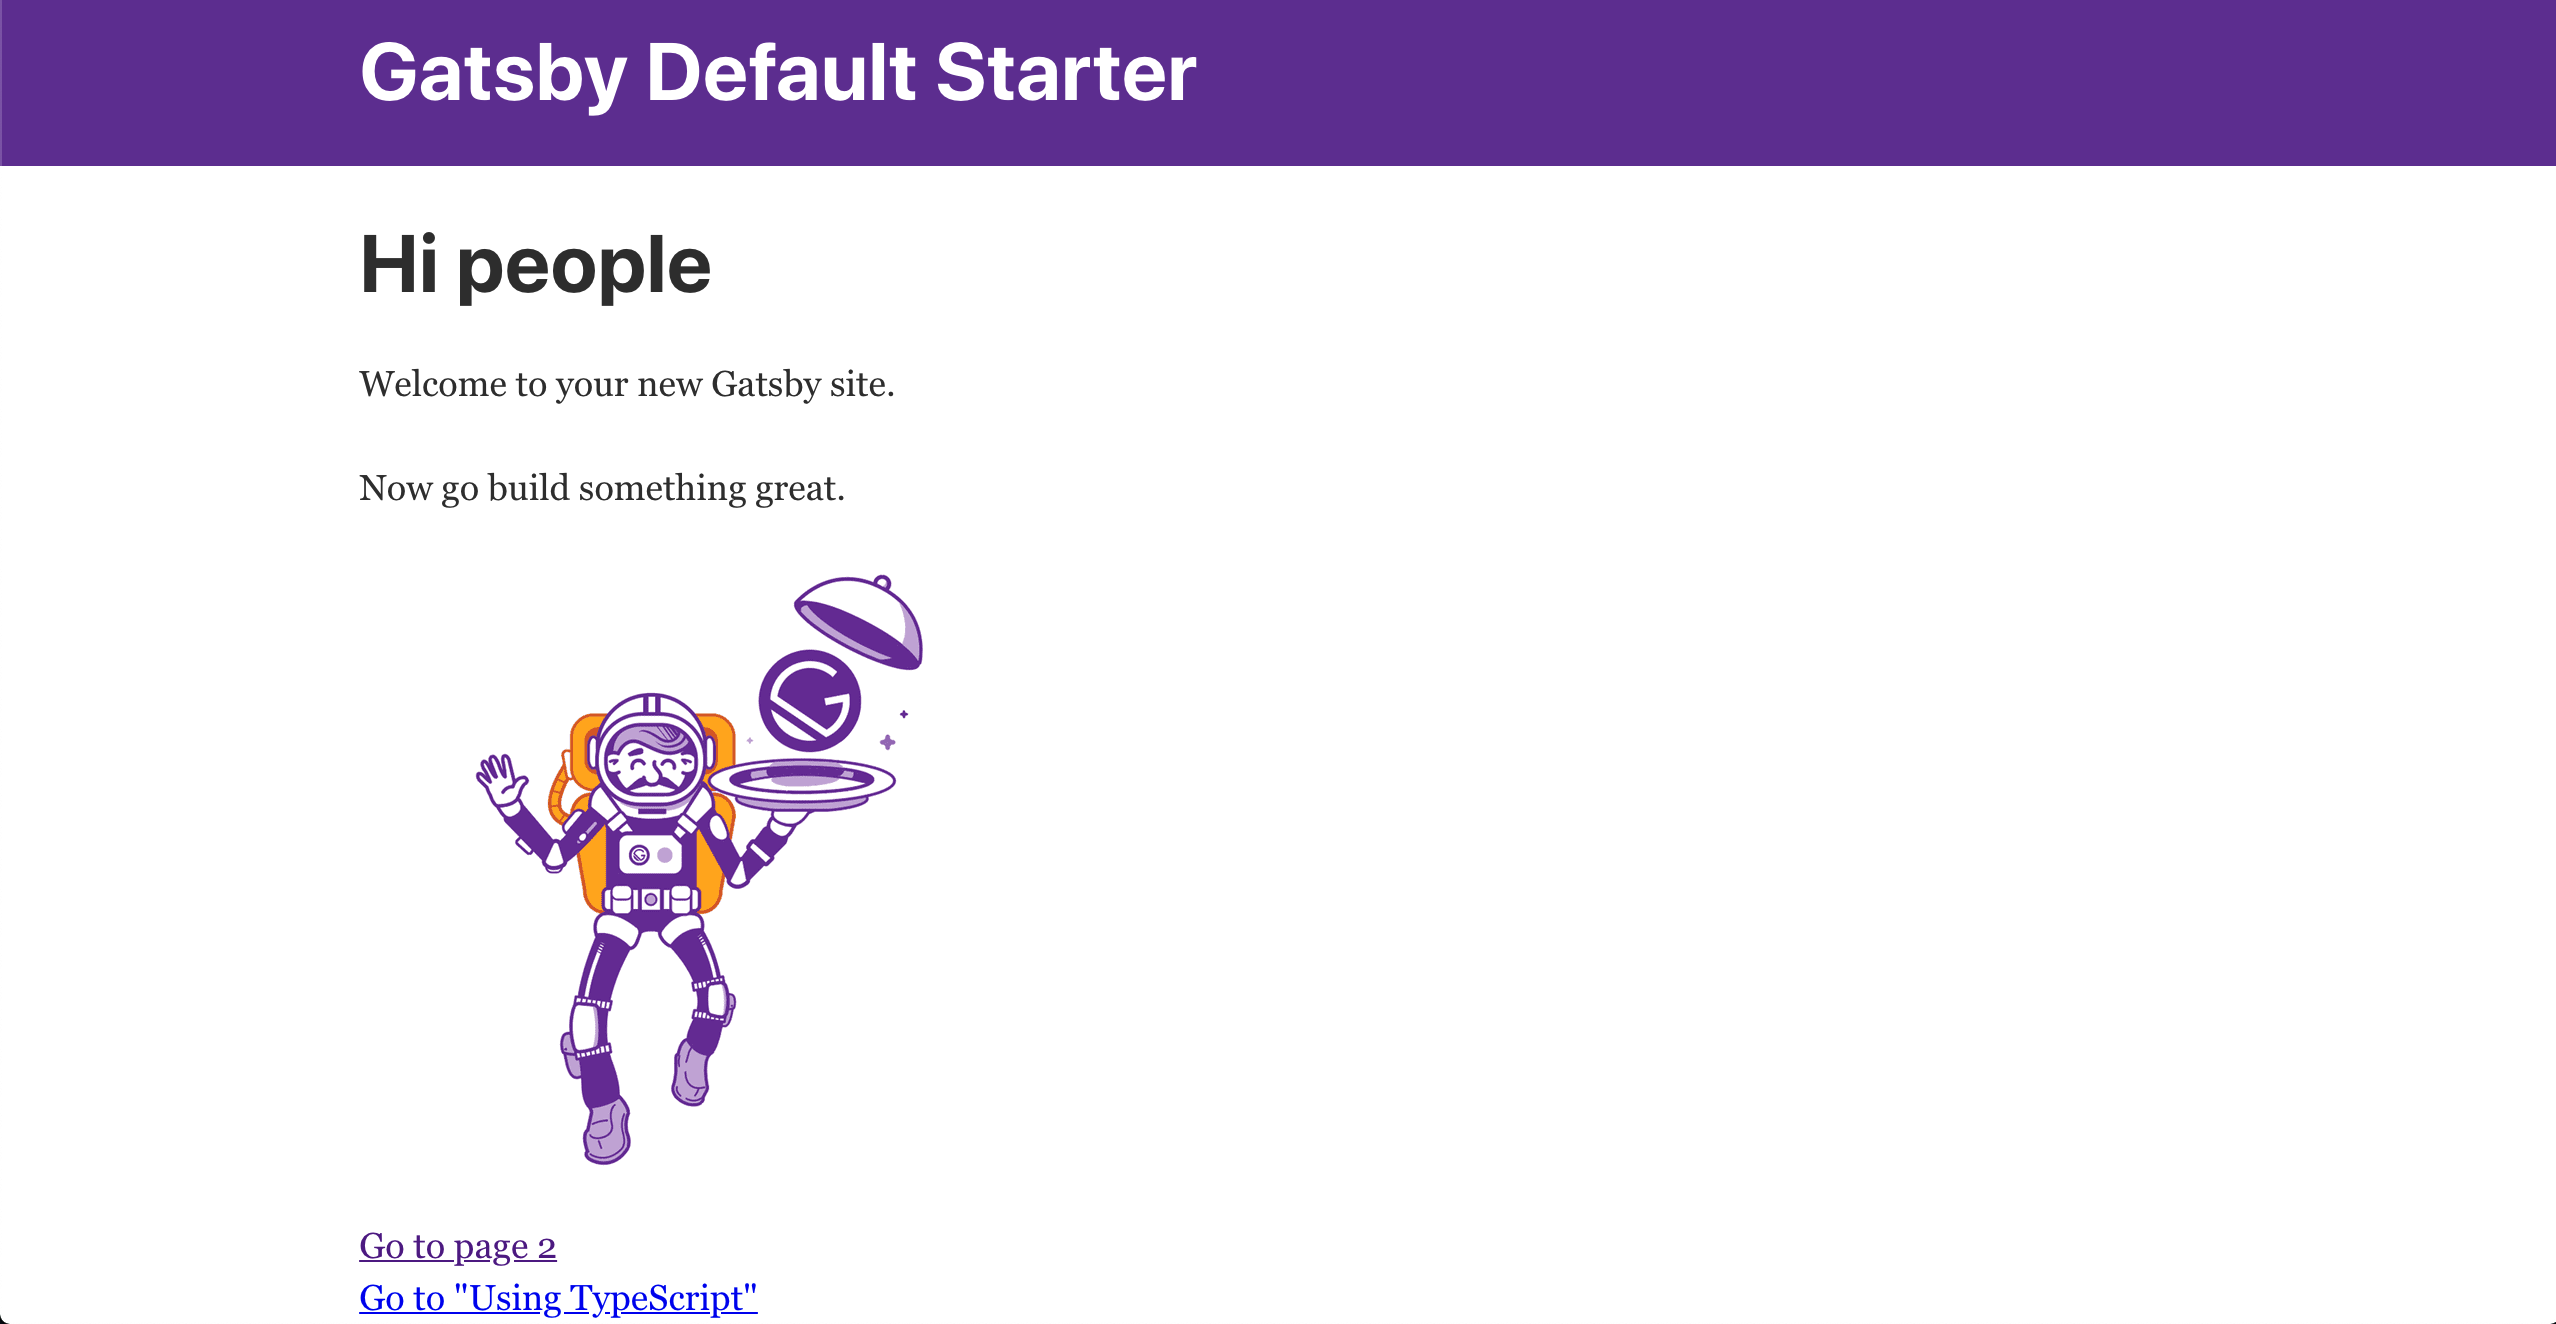 Gatsby Default Starter
Hi people
Welcome to your new Gatsby site.
Now go build something great.
G
G
Go to page 2
Go to "Using TypeScript"